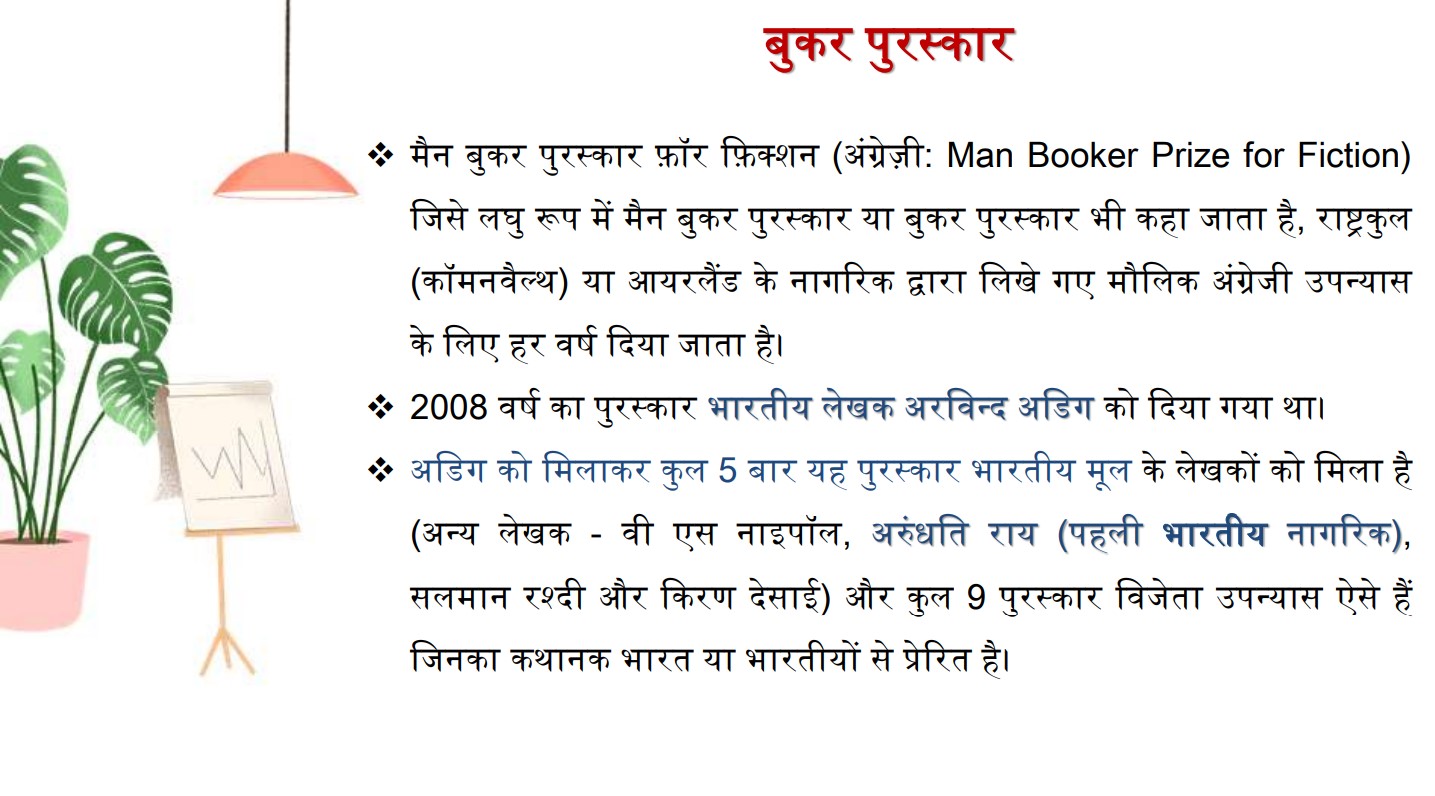 बुकर पुरस्कार
❖ मैन बुकर पुरस्कार फ़ॉर फ़िक्शन (अंग्रेज़ी: Man Booker Prize for Fiction)
जिसे लघु रूप में मैन बुकर पुरस्कार या बुकर पुरस्कार भी कहा जाता है, राष्ट्रकुल
(कॉमनवैल्थ) या आयरलैंड के नागरिक द्वारा लिखे गए मौलिक अंग्रेजी उपन्यास
के लिए हर वर्ष दिया जाता है।
❖ 2008 वर्ष का पुरस्कार भारतीय लेखक अरविन्द अडिग को दिया गया था।
❖ अडिग को मिलाकर कुल 5 बार यह पुरस्कार भारतीय मूल के लेखकों को मिला है
(अन्य लेखक - वी एस नाइपॉल, अरुंधति राय (पहली भारतीय नागरिक),
सलमान रश्दी और किरण देसाई) और कुल 9 पुरस्कार विजेता उपन्यास ऐसे हैं
जिनका कथानक भारत या भारतीयों से प्रेरित है।